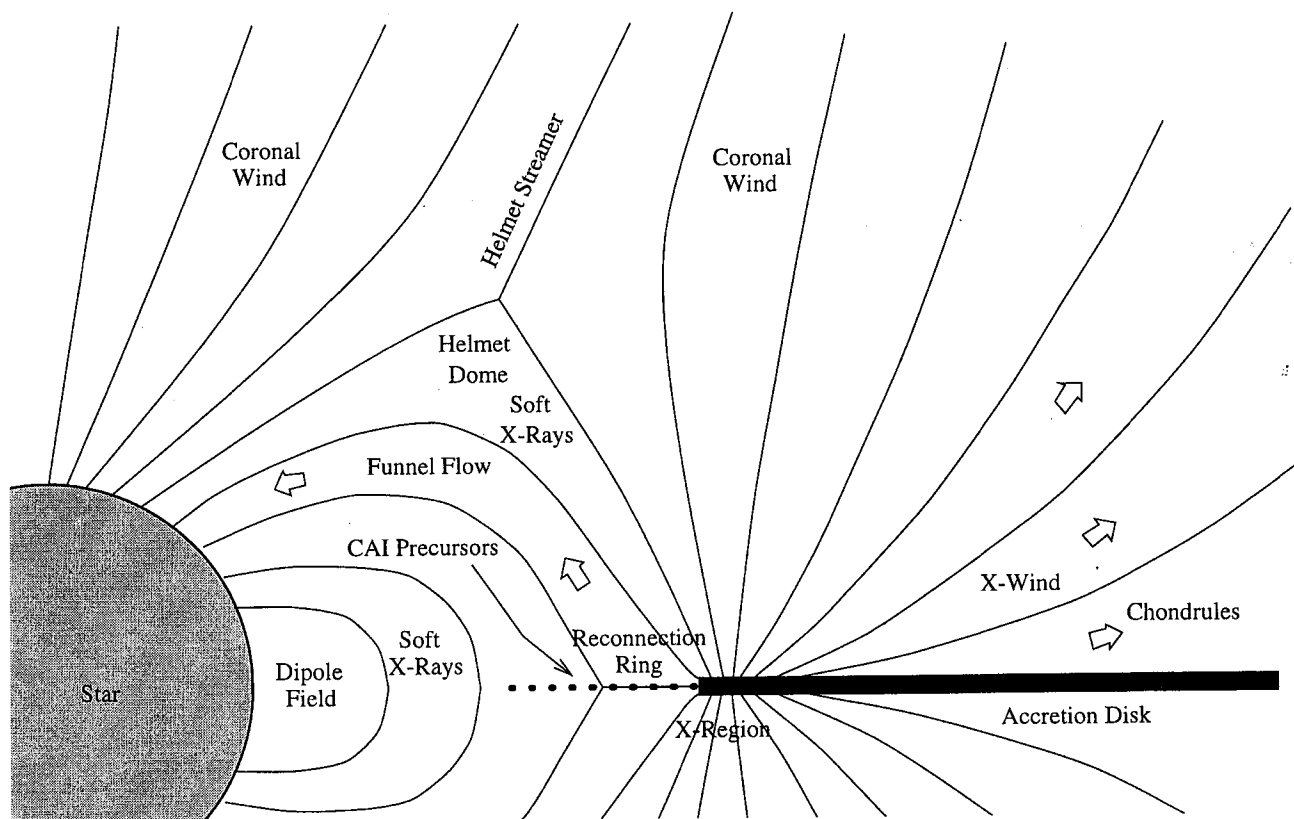 Coronal
Wind
Helmet Streamer
Coronal
Wind
Helmet
Dome
Soft
X-Rays
Funnel Flow
CAI Precursors
X-Wind
Chondrules
Reconnection
Ring
Soft
X-Rays
Dipole
Field
Star
X-Region
Accretion Disk